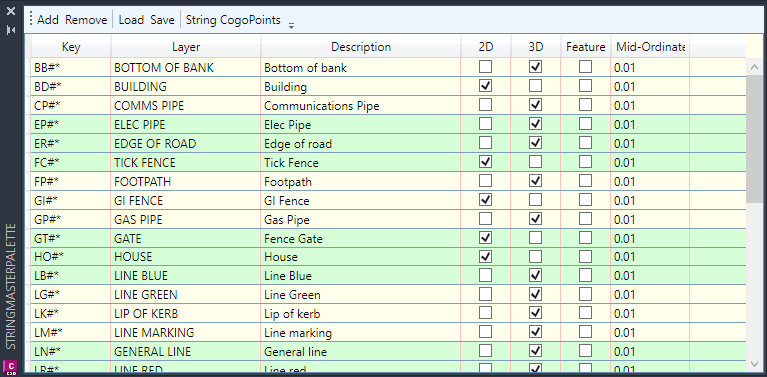 Add Remove Load Save String CogoPoints
Key Layer Description 2D 3D Feature Mid-Ordinate
BB#* BOTTOM OF BANK Bottom of bank 0.01
BD#* BUILDING Building 0.01
CP#* COMMS PIPE Communications Pipe 0.01
EP#* ELEC PIPE Elec Pipe 0.01
ER#* EDGE OF ROAD Edge of road 0.01
FC#* TICK FENCE Tick Fence 0.01
FP#* FOOTPATH Footpath 0.01
GI#* GI FENCE GI Fence 0.01
GP#* GAS PIPE Gas Pipe 0.01
GT#* GATE Fence Gate 0.01
HO#* HOUSE House 0.01
LB#* LINE BLUE Line Blue 0.01
LG#* LINE GREEN Line Green 0.01
LK#* LIP OF KERB Lip of kerb 0.01
LM#* LINE MARKING Line marking 0.01
LN#* GENERAL LINE General line 0.01
LR#* LINE RED Line red 0.01
STRINGMASTERPALETTE
C
C3D